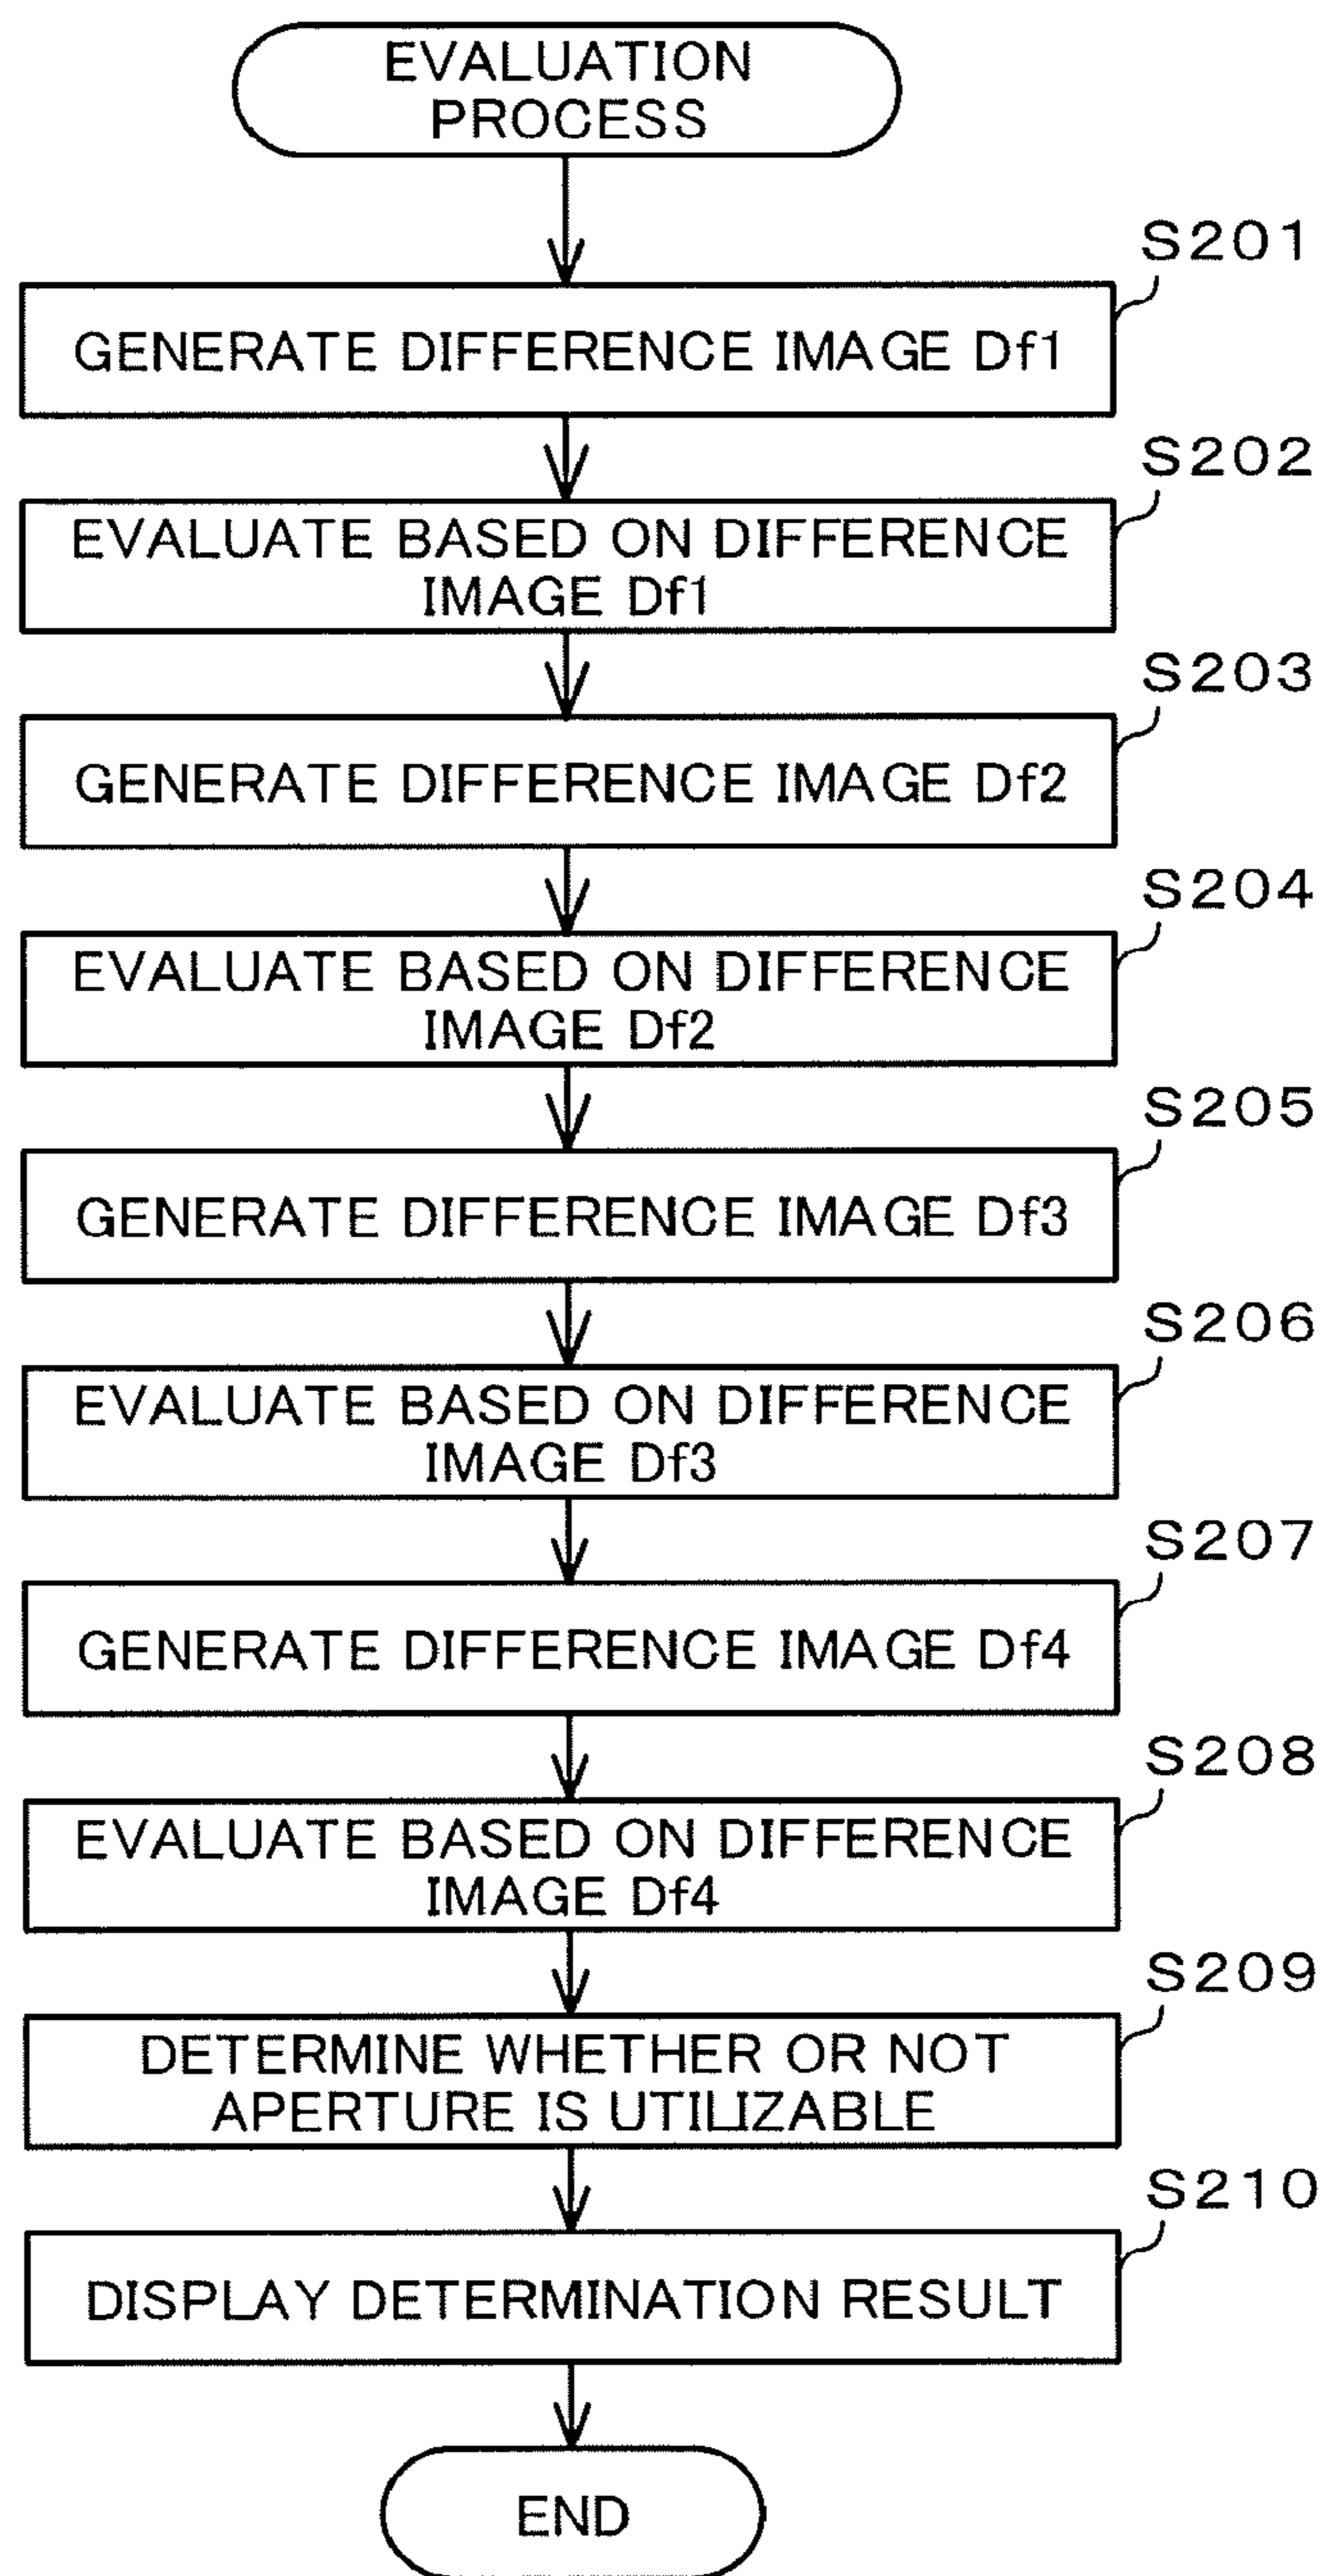 EVALUATION
PROCESS
S201
GENERATE DIFFERENCE IMAGE Df1
S202
EVALUATE BASED ON DIFFERENCE
IMAGE Df1
S203
GENERATE DIFFERENCE IMAGE Df2
S204
EVALUATE BASED ON DIFFERENCE
IMAGE Df2
S205
GENERATE DIFFERENCE IMAGE Df3
S206
EVALUATE BASED ON DIFFERENCE
IMAGE Df3
S207
GENERATE DIFFERENCE IMAGE Df4
S208
EVALUATE BASED ON DIFFERENCE
IMAGE Df4
S209
DETERMINE WHETHER OR NOT
APERTURE IS UTILIZABLE
S210
DISPLAY DETERMINATION RESULT
END